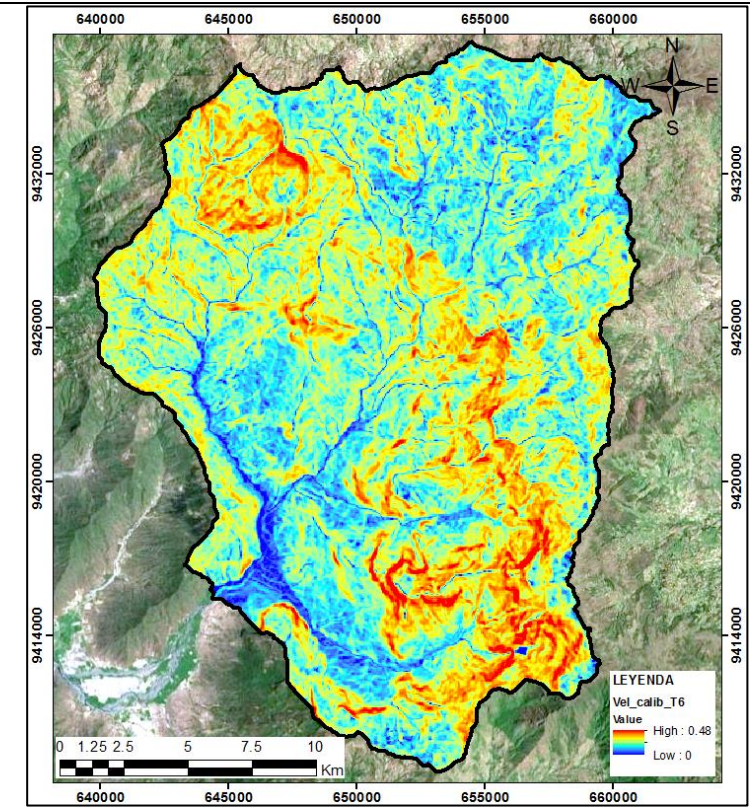 640000 645000 650000 655000 660000
N
W E
S
9432000 9432000
9426000 9426000
9420000 9420000
9414000 9414000
LEYENDA
Vel_calib_T6
Value
High : 0.48
Low : 0
0 1.25 2.5 5 7.5 10
Km
640000 645000 650000 655000 660000